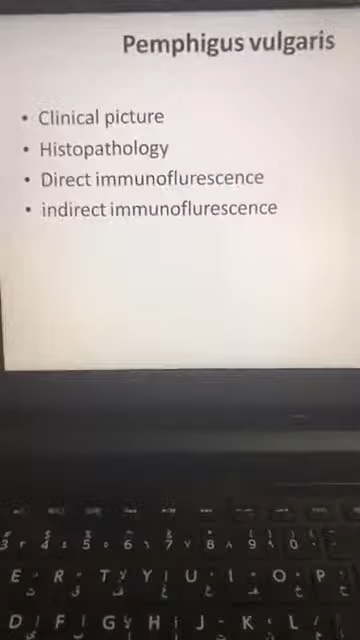 Pemphigus vulgaris
• Clinical picture
• Histopathology
• Direct immunoflurescence
• indirect immunoflurescence
E R T Y U I O P
D F G H J K L